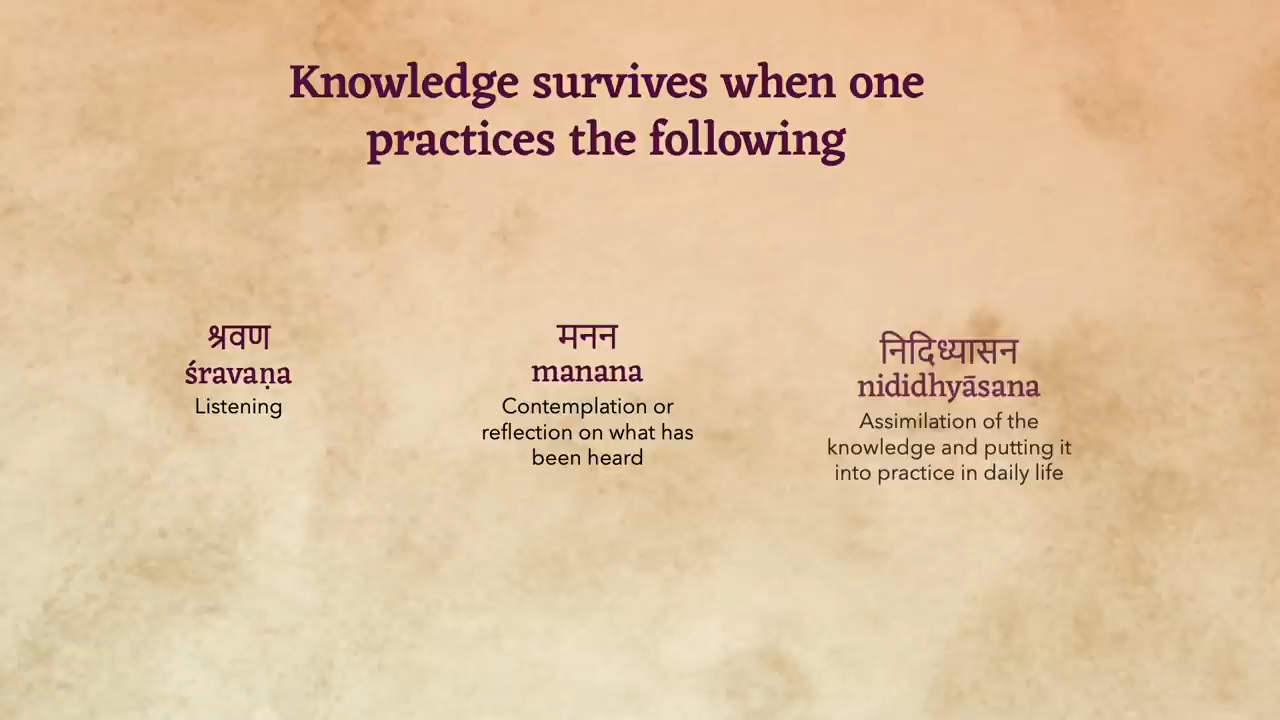 Knowledge survives when one
practices the following
श्रवण
śravaṇa
Listening
मनन
manana
Contemplation or
reflection on what has
been heard
निदिध्यासन
nididhyāsana
Assimilation of the
knowledge and putting it
into practice in daily life